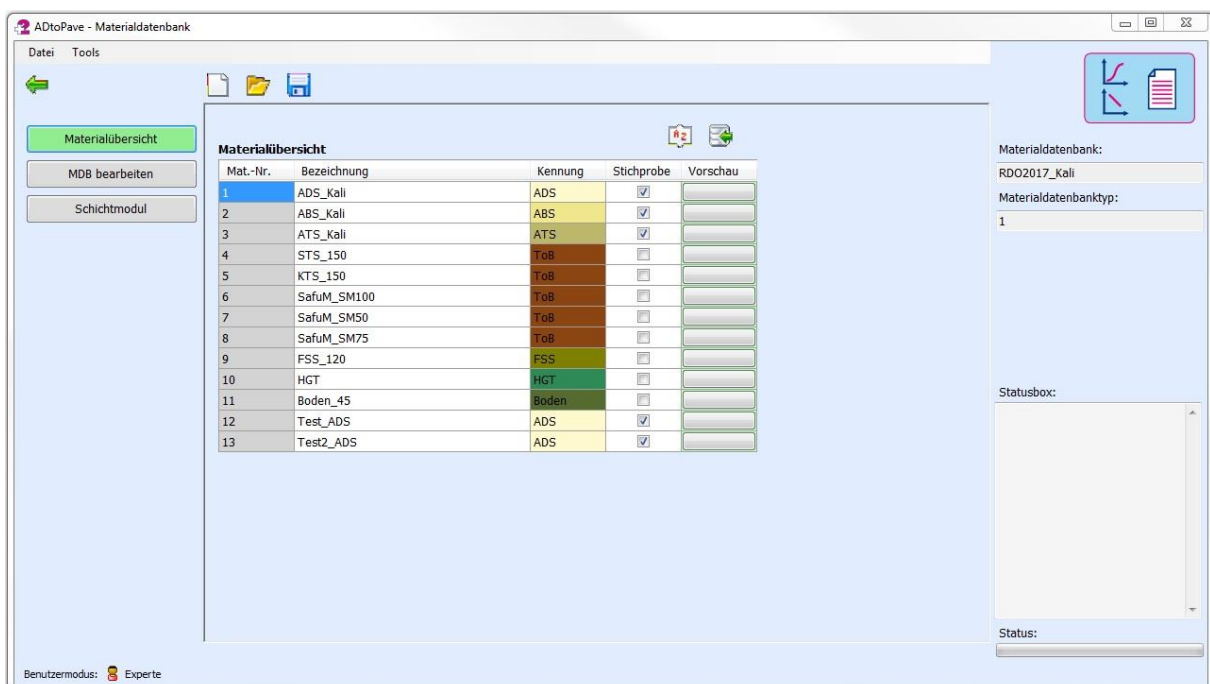 ADtoPave - Materialdatenbank
Datei Tools
Materialübersicht
MDB bearbeiten
Schichtmodul
Materialübersicht
Mat.-Nr. Bezeichnung Kennung Stichprobe Vorschau
1 ADS_Kali ADS
2 ABS_Kali ABS
3 ATS_Kali ATS
4 STS_150 ToB
5 KTS_150 ToB
6 SafuM_SM100 ToB
7 SafuM_SM50 ToB
8 SafuM_SM75 ToB
9 FSS_120 FSS
10 HGT HGT
11 Boden_45 Boden
12 Test_ADS ADS
13 Test2_ADS ADS
Materialdatenbank:
RDO2017_Kali
Materialdatenbanktyp:
1
Statusbox:
Status:
Benutzermodus: Experte